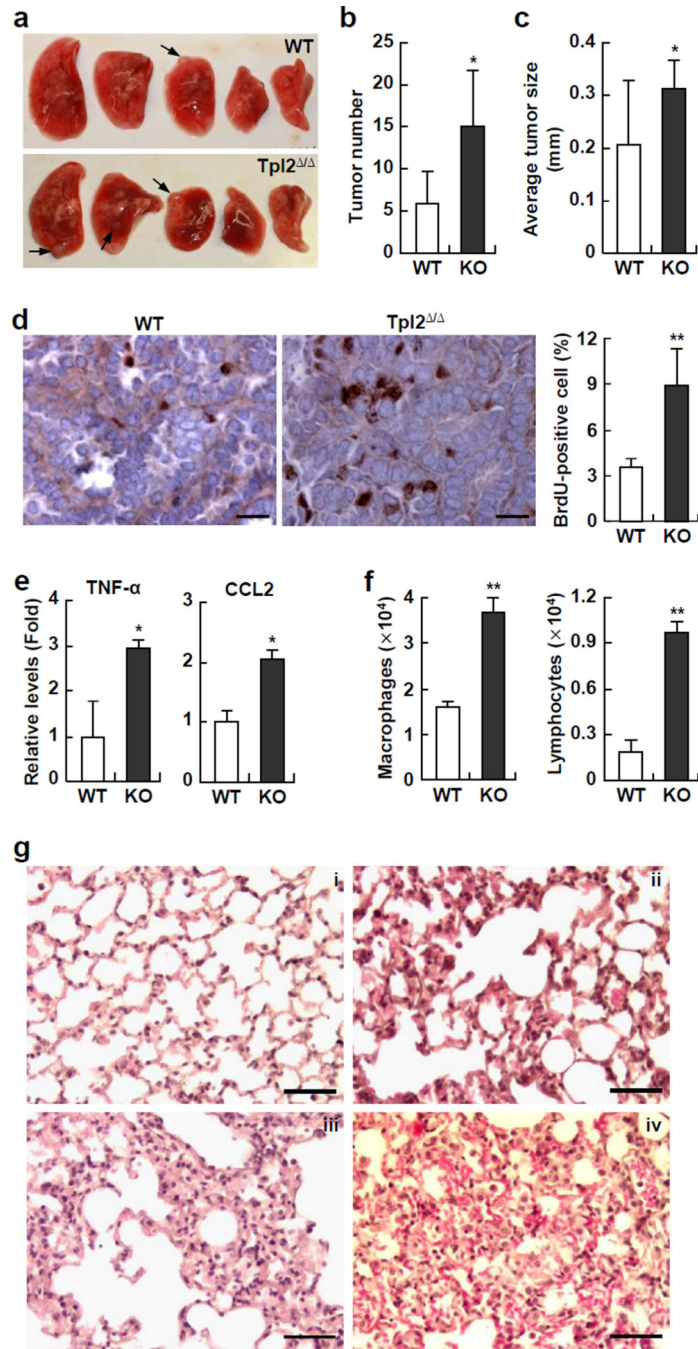 a
WT
Tpl2Δ/Δ
b
Tumor number
25
20
15
10
5
0
*
WT KO
c
Average tumor size
(mm)
0.4
0.3
0.2
0.1
0
*
WT KO
d
WT
Tpl2Δ/Δ
BrdU-positive cell (%)
12
9
6
3
0
**
WT KO
e
TNF-α
Relative levels (Fold)
4
3
2
1
0
*
WT KO
CCL2
3
2
1
0
*
WT KO
f
Macrophages (×10⁴)
4
2
0
**
WT KO
Lymphocytes (×10⁴)
1.2
0.9
0.6
0.3
0
**
WT KO
g
i
ii
iii
iv